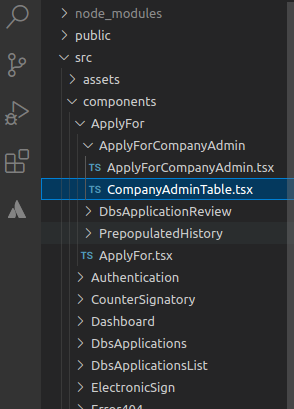 node_modules
public
src
assets
components
ApplyFor
ApplyForCompanyAdmin
TS ApplyForCompanyAdmin.tsx
TS CompanyAdminTable.tsx
DbsApplicationReview
PrepopulatedHistory
TS ApplyFor.tsx
Authentication
CounterSignatory
Dashboard
DbsApplications
DbsApplicationsList
ElectronicSign
Error404